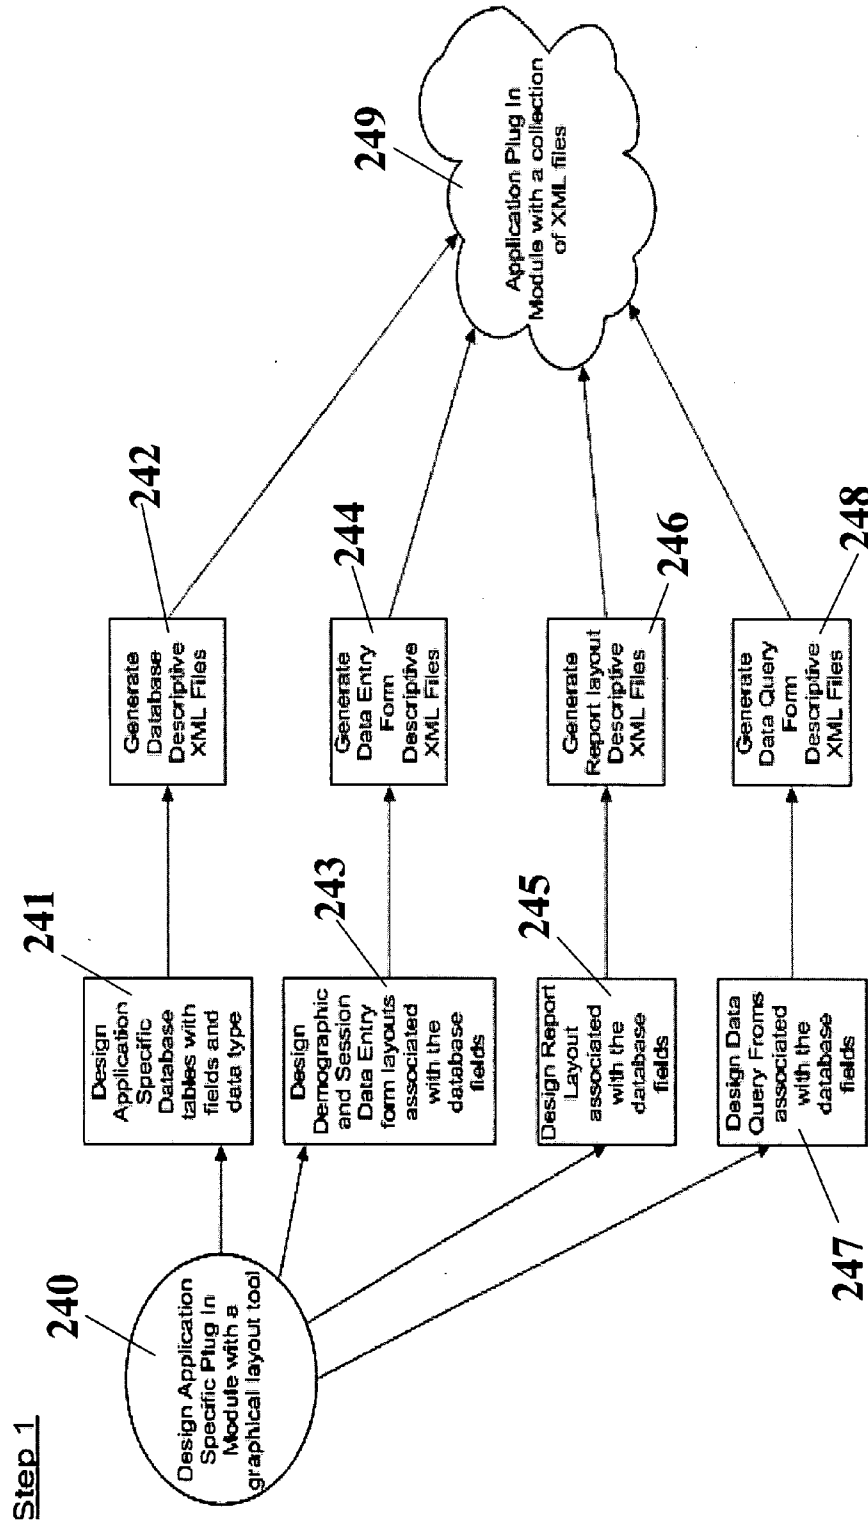 Step 1
240
Design Application
Specific Plug In
Module with a
graphical layout tool
241
Design
Application
Specific
Database
tables with
fields and
data type
242
Generate
Database
Descriptive
XML Files
243
Design
Demographic
and Session
Data Entry
form layouts
associated
with the
database
fields
244
Generate
Data Entry
Form
Descriptive
XML Files
245
Design Report
Layout
associated
with the
database
fields
246
Generate
Report layout
Descriptive
XML Files
247
Design Data
Query Froms
associated
with the
database
fields
248
Generate
Data Query
Form
Descriptive
XML Files
249
Application Plug In
Module with a collection
of XML files